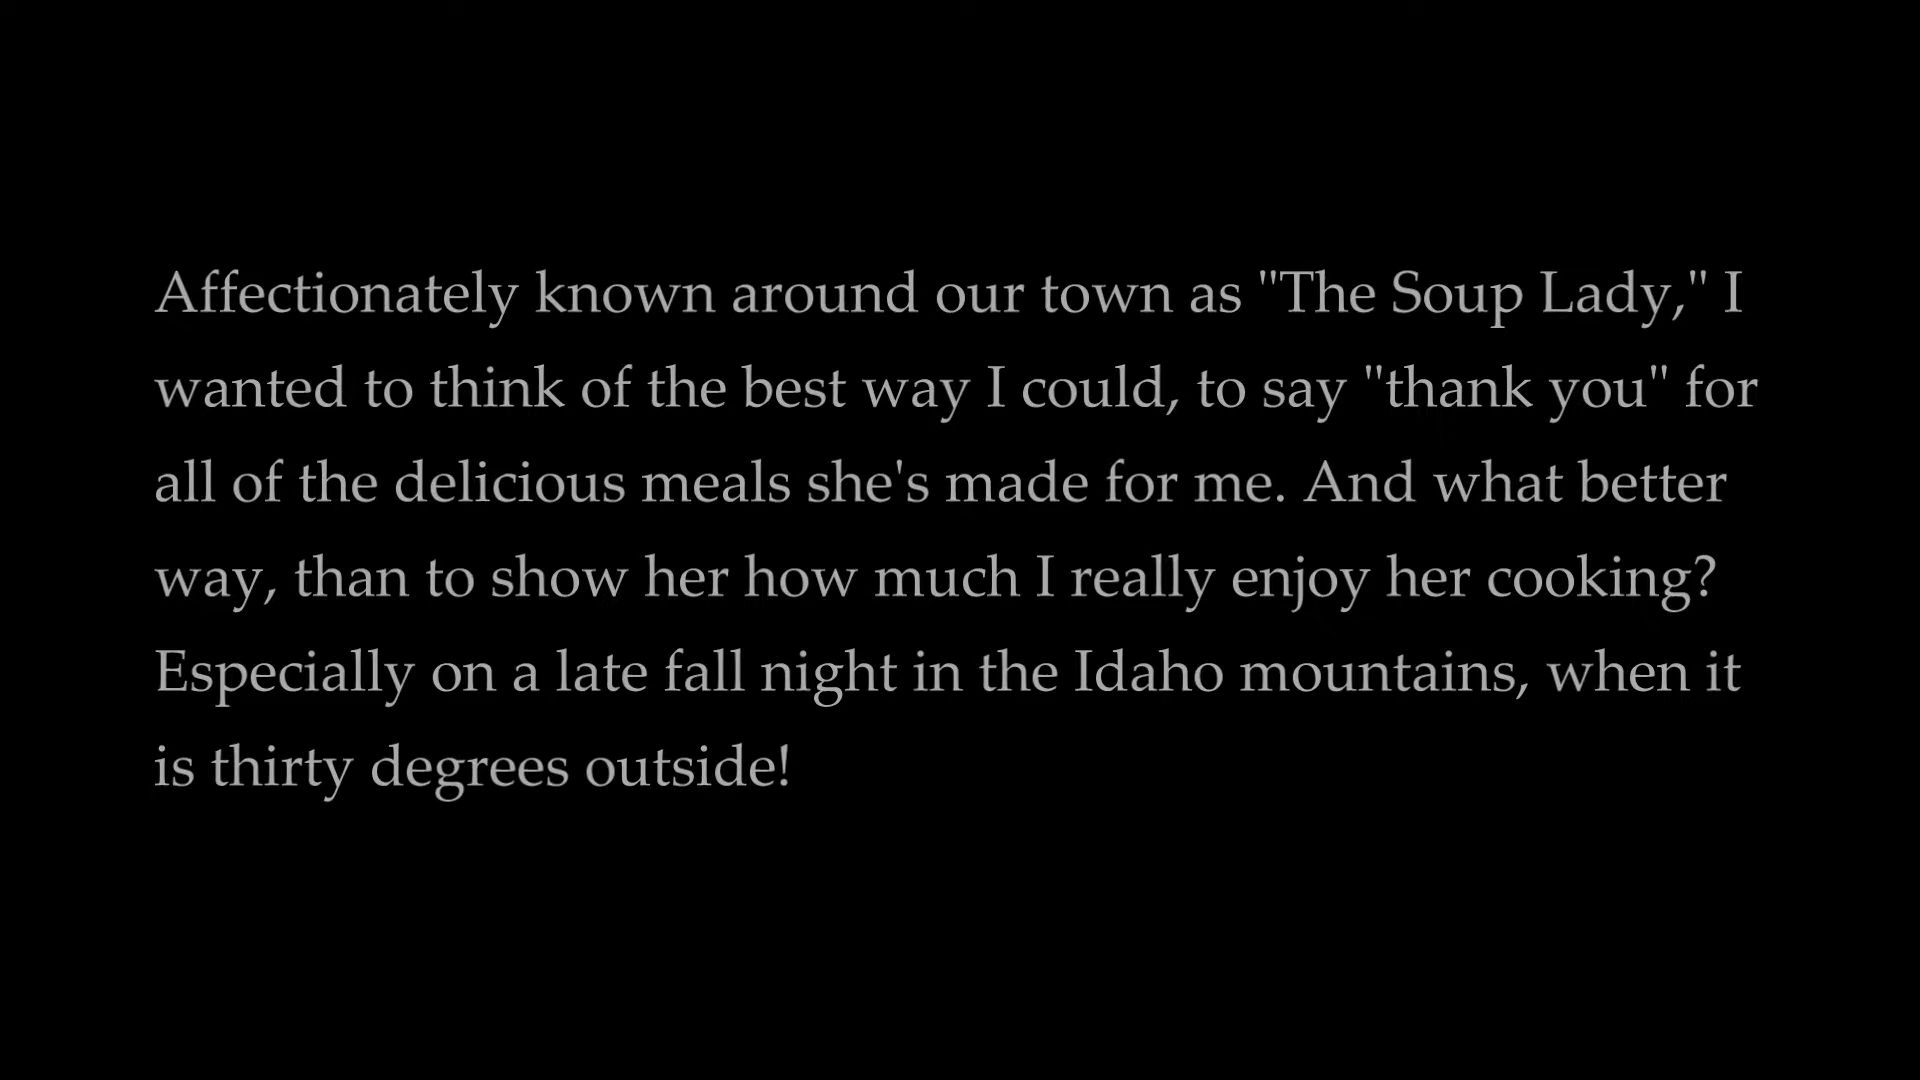 Affectionately known around our town as "The Soup Lady," I
wanted to think of the best way I could, to say "thank you" for
all of the delicious meals she's made for me. And what better
way, than to show her how much I really enjoy her cooking?
Especially on a late fall night in the Idaho mountains, when it
is thirty degrees outside!